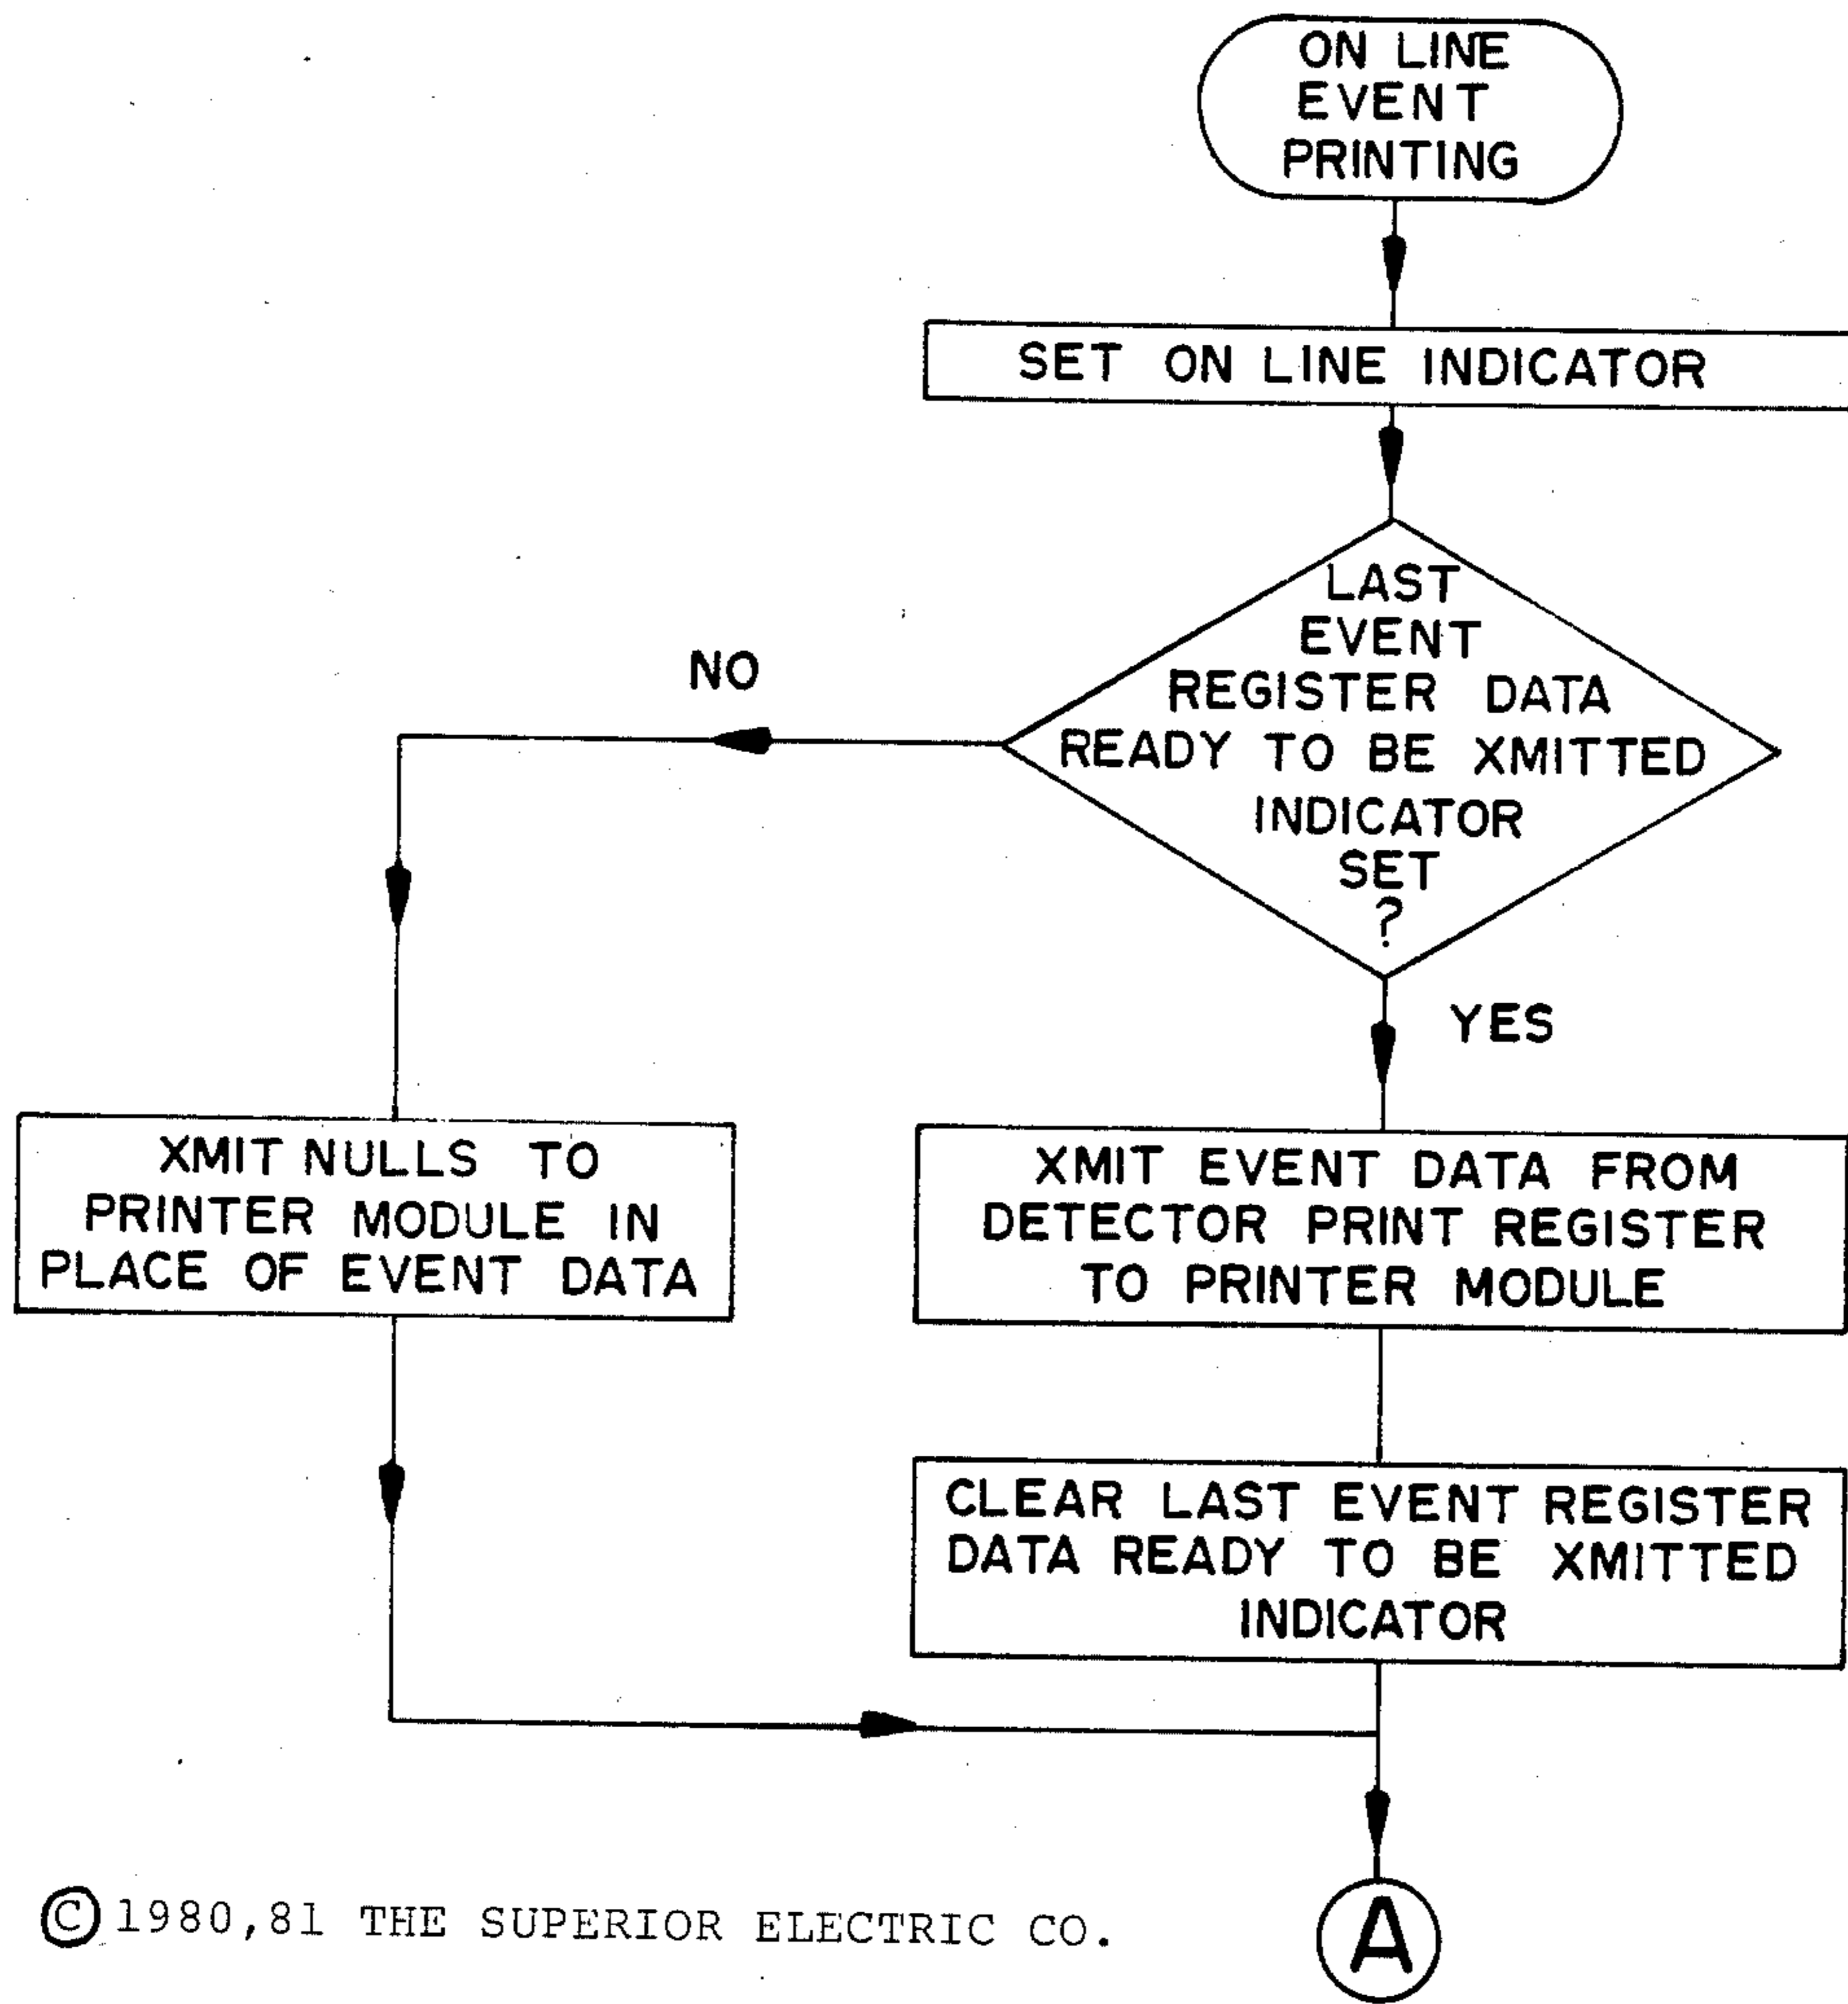 ON LINE
EVENT
PRINTING
SET ON LINE INDICATOR
LAST
EVENT
REGISTER DATA
READY TO BE XMITTED
INDICATOR
SET
?
NO
YES
XMIT NULLS TO
PRINTER MODULE IN
PLACE OF EVENT DATA
XMIT EVENT DATA FROM
DETECTOR PRINT REGISTER
TO PRINTER MODULE
CLEAR LAST EVENT REGISTER
DATA READY TO BE XMITTED
INDICATOR
© 1980,81 THE SUPERIOR ELECTRIC CO.
A